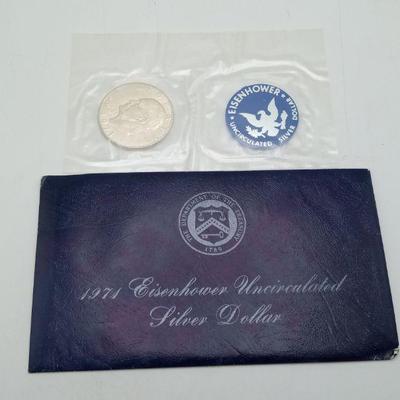 EISENHOWER
DOLLAR
UNCIRCULATED SILVER
THE DEPARTMENT OF THE TREASURY
1789
1971 Eisenhower Uncirculated
Silver Dollar